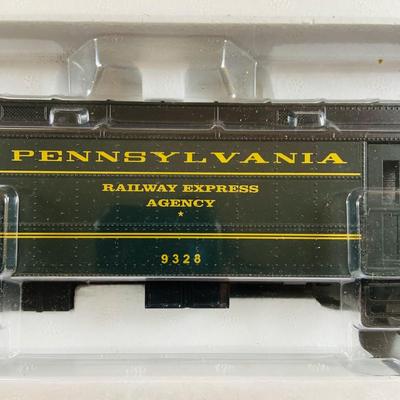 PENNSYLVANIA
RAILWAY EXPRESS
AGENCY
9328